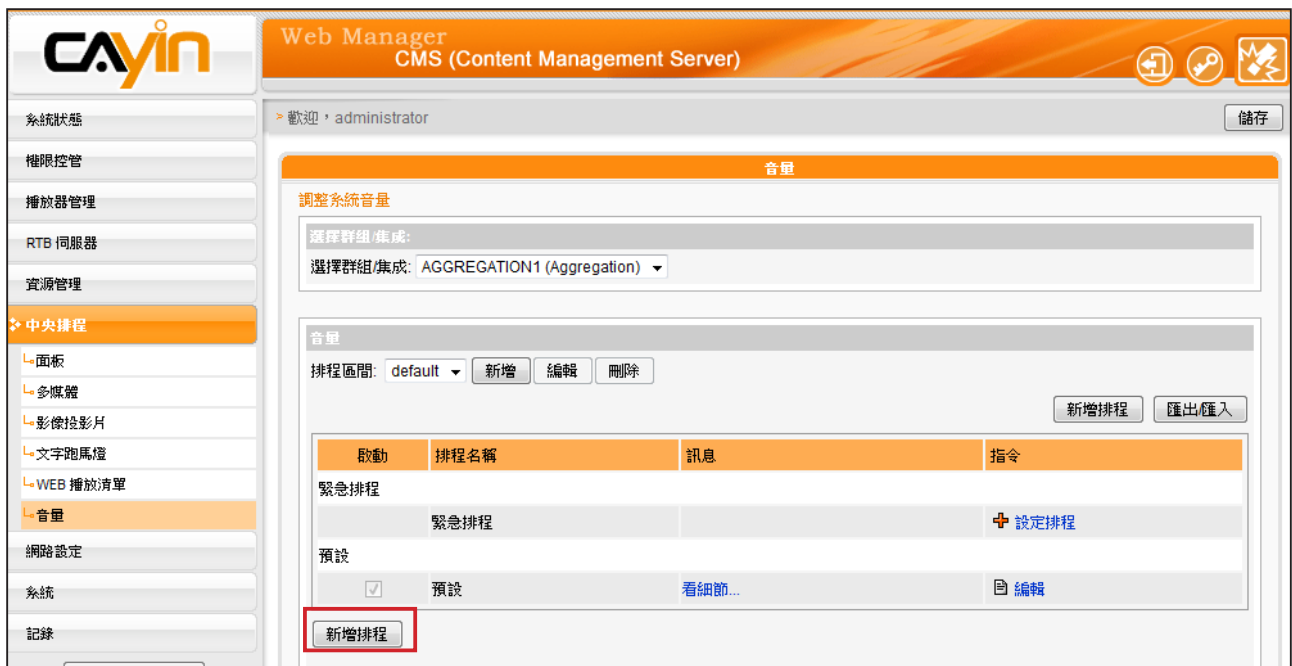 CAYIN
Web Manager
CMS (Content Management Server)
系統狀態
權限控管
播放器管理
RTB 伺服器
資源管理
中央排程
面板
多媒體
影像投影片
文字跑馬燈
WEB 播放清單
音量
網路設定
系統
記錄
> 歡迎，administrator
儲存
音量
調整系統音量
選擇群組/集成:
選擇群組/集成: AGGREGATION1 (Aggregation)
音量
排程區間: default 新增 編輯 刪除
新增排程 匯出/匯入
啟動 排程名稱 訊息 指令
緊急排程
緊急排程 設定排程
預設
預設 看細節... 編輯
新增排程